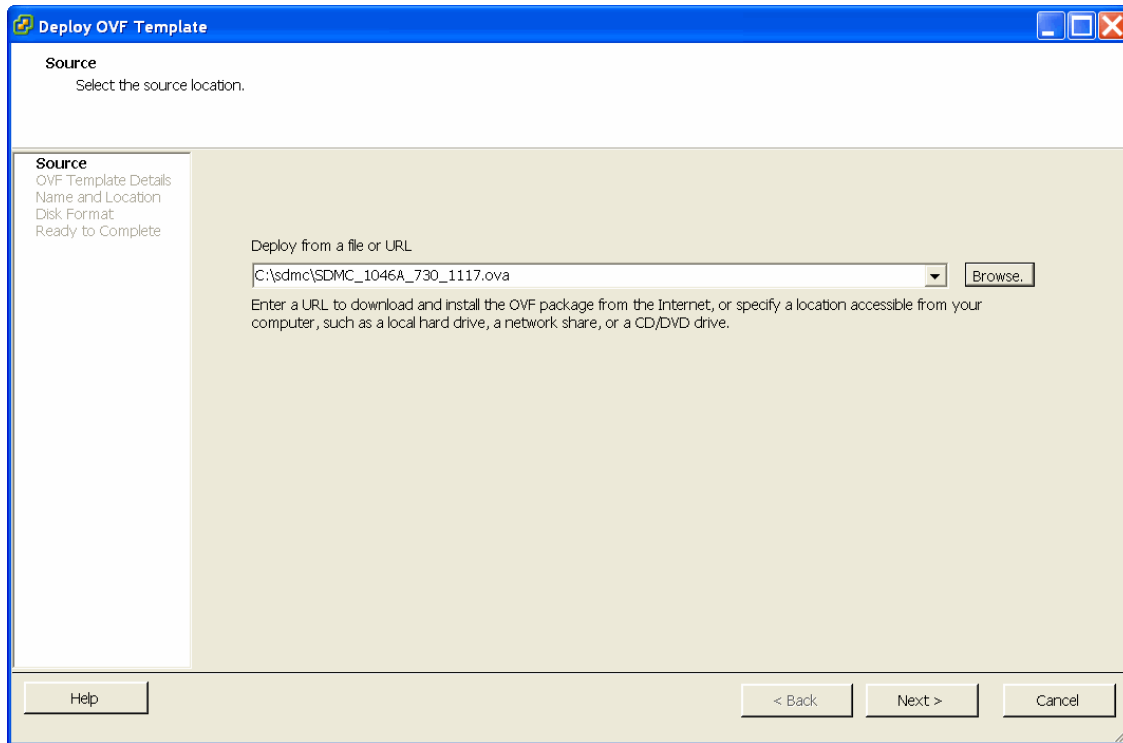 Deploy OVF Template
Source
Select the source location.
Source
OVF Template Details
Name and Location
Disk Format
Ready to Complete
Deploy from a file or URL
C:\sdmc\SDMC_1046A_730_1117.ova
Browse.
Enter a URL to download and install the OVF package from the Internet, or specify a location accessible from your
computer, such as a local hard drive, a network share, or a CD/DVD drive.
Help
< Back
Next >
Cancel